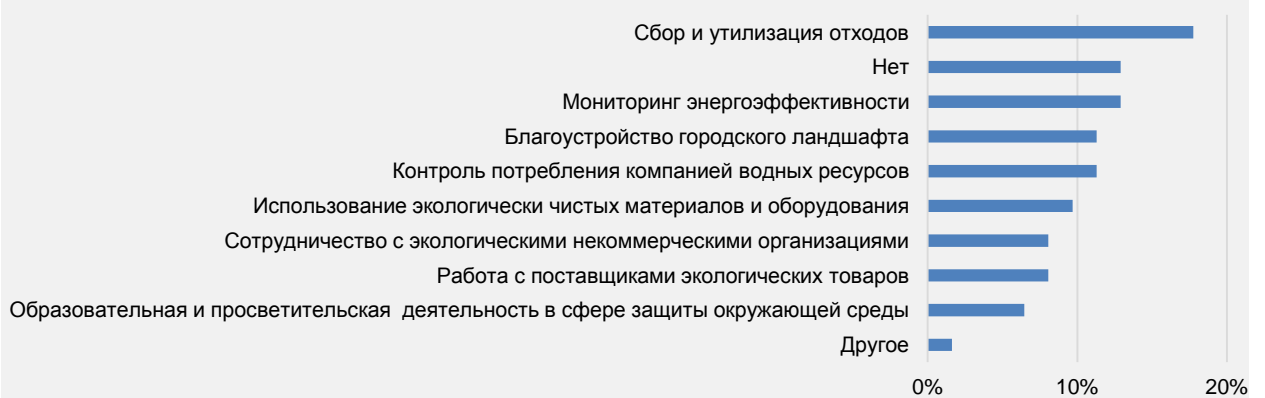 Сбор и утилизация отходов
Нет
Мониторинг энергоэффективности
Благоустройство городского ландшафта
Контроль потребления компанией водных ресурсов
Использование экологически чистых материалов и оборудования
Сотрудничество с экологическими некоммерческими организациями
Работа с поставщиками экологических товаров
Образовательная и просветительская  деятельность в сфере защиты окружающей среды
Другое
0% 10% 20%